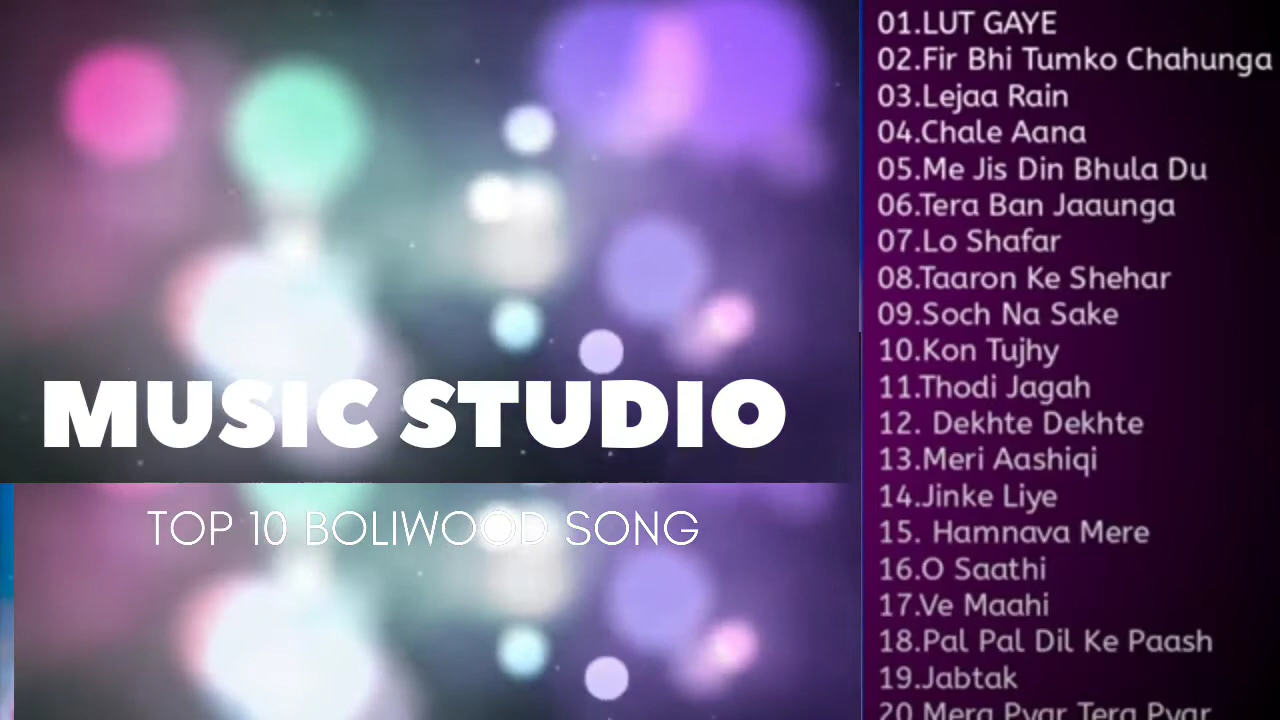 MUSIC STUDIO
TOP 10 BOLIWOOD SONG
01.LUT GAYE
02.Fir Bhi Tumko Chahunga
03.Lejaa Rain
04.Chale Aana
05.Me Jis Din Bhula Du
06.Tera Ban Jaaunga
07.Lo Shafar
08.Taaron Ke Shehar
09.Soch Na Sake
10.Kon Tujhy
11.Thodi Jagah
12. Dekhte Dekhte
13.Meri Aashiqi
14.Jinke Liye
15. Hamnava Mere
16.O Saathi
17.Ve Maahi
18.Pal Pal Dil Ke Paash
19.Jabtak
20 Mera Pyar Tera Pyar